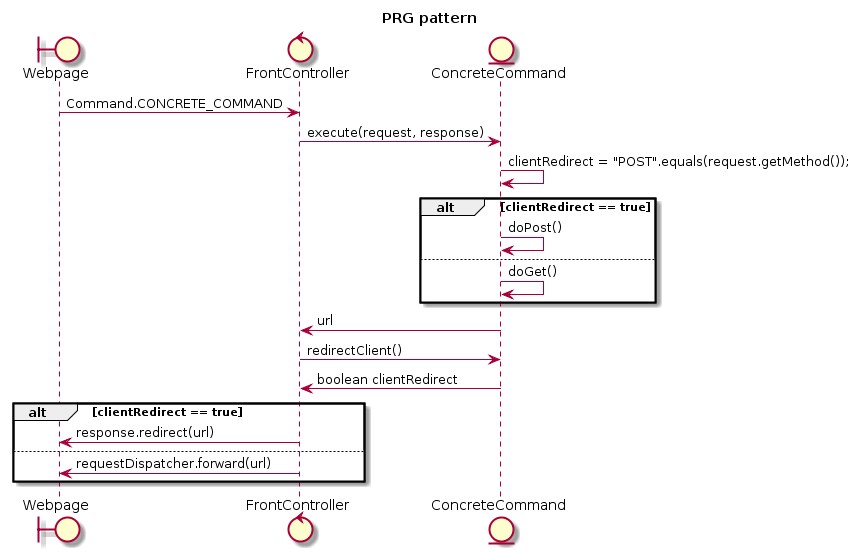 PRG pattern
Webpage FrontController ConcreteCommand
Command.CONCRETE_COMMAND
execute(request, response)
clientRedirect = "POST".equals(request.getMethod());
alt [clientRedirect == true]
doPost()
doGet()
url
redirectClient()
boolean clientRedirect
alt [clientRedirect == true]
response.redirect(url)
requestDispatcher.forward(url)
Webpage FrontController ConcreteCommand